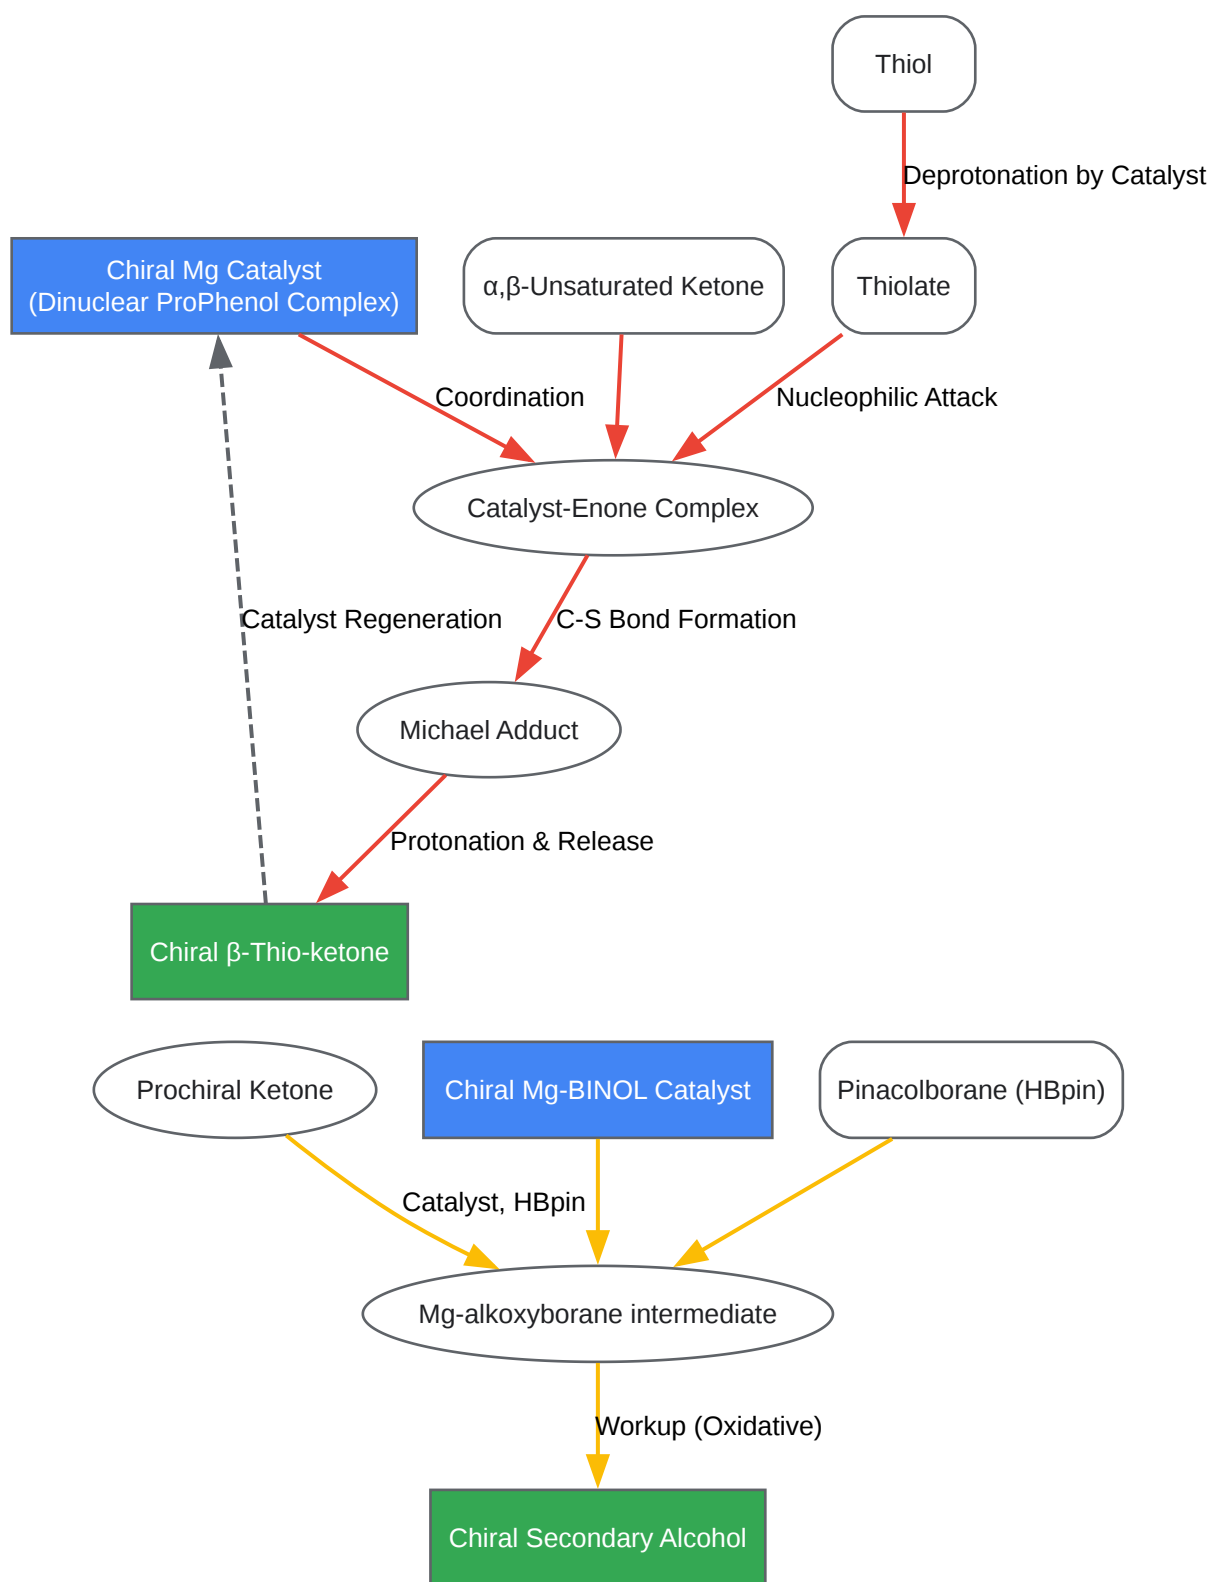 Thiol
Deprotonation by Catalyst
Chiral Mg Catalyst
(Dinuclear ProPhenol Complex)
α,β-Unsaturated Ketone
Thiolate
Coordination
Nucleophilic Attack
Catalyst-Enone Complex
Catalyst Regeneration
C-S Bond Formation
Michael Adduct
Protonation & Release
Chiral β-Thio-ketone
Prochiral Ketone
Chiral Mg-BINOL Catalyst
Pinacolborane (HBpin)
Catalyst, HBpin
Mg-alkoxyborane intermediate
Workup (Oxidative)
Chiral Secondary Alcohol